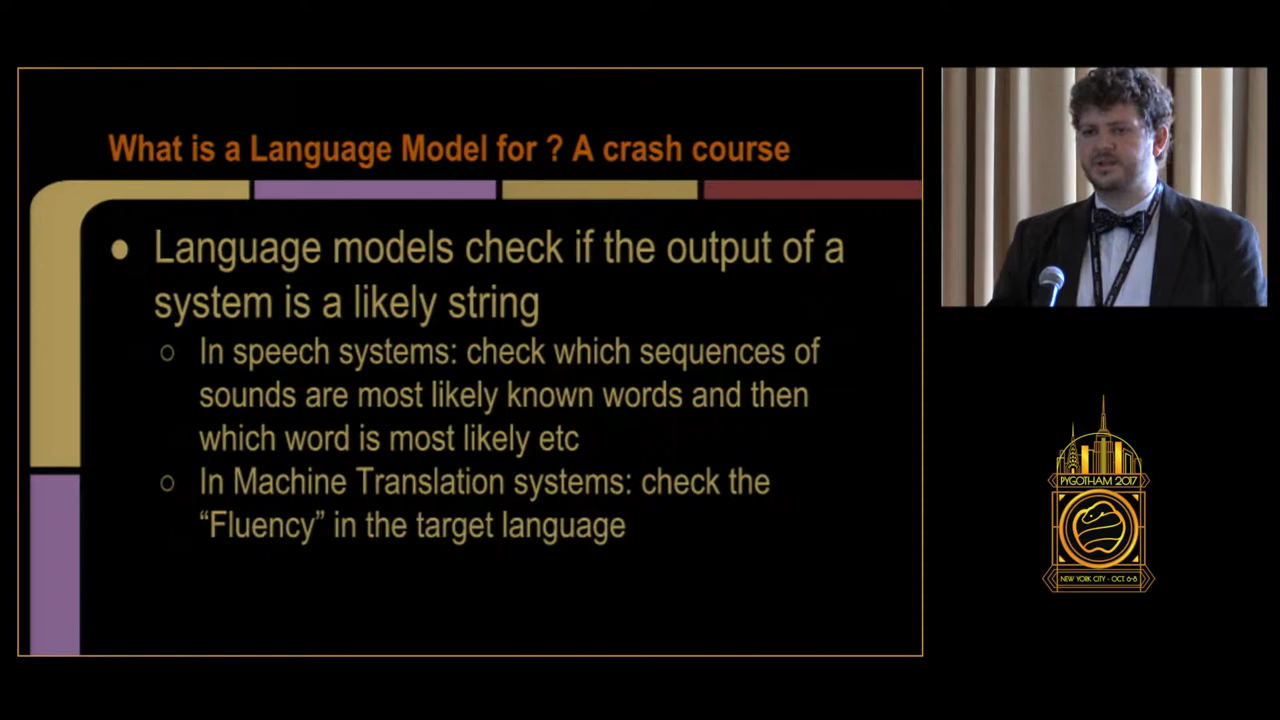 What is a Language Model for ? A crash course
● Language models check if the output of a
system is a likely string
○ In speech systems: check which sequences of
sounds are most likely known words and then
which word is most likely etc
○ In Machine Translation systems: check the
“Fluency” in the target language
PYGOTHAM 2017
NEW YORK CITY - OCT. 6-8